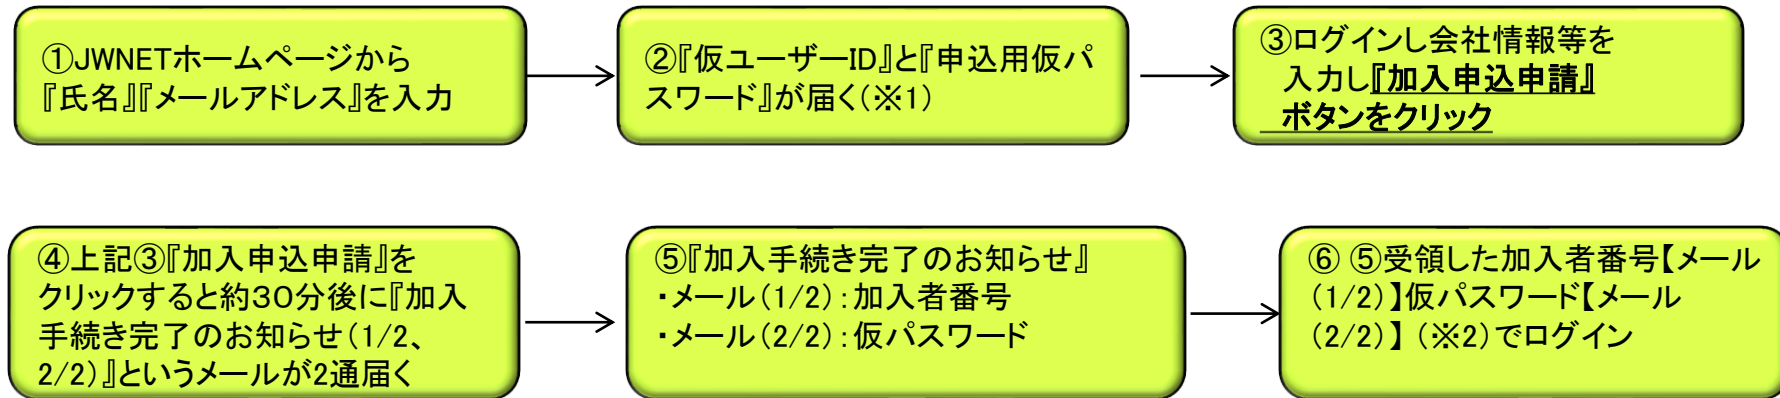 ①JWNETホームページから
『氏名』『メールアドレス』を入力
②『仮ユーザーID』と『申込用仮パ
スワード』が届く(※1)
③ログインし会社情報等を
入力し『加入申込申請』
ボタンをクリック
④上記③『加入申込申請』を
クリックすると約30分後に『加入
手続き完了のお知らせ(1/2、
2/2)』というメールが2通届く
⑤『加入手続き完了のお知らせ』
・メール(1/2):加入者番号
・メール(2/2):仮パスワード
⑥ ⑤受領した加入者番号【メール
(1/2)】仮パスワード【メール
(2/2)】 (※2)でログイン